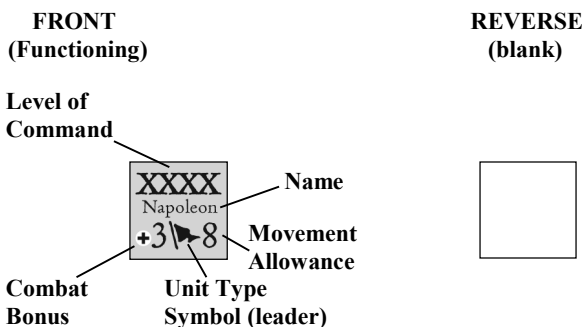 FRONT
(Functioning)
REVERSE
(blank)
Level of
Command
XXXX
Napoleon
+3 8
Name
Movement
Allowance
Combat
Bonus
Unit Type
Symbol (leader)